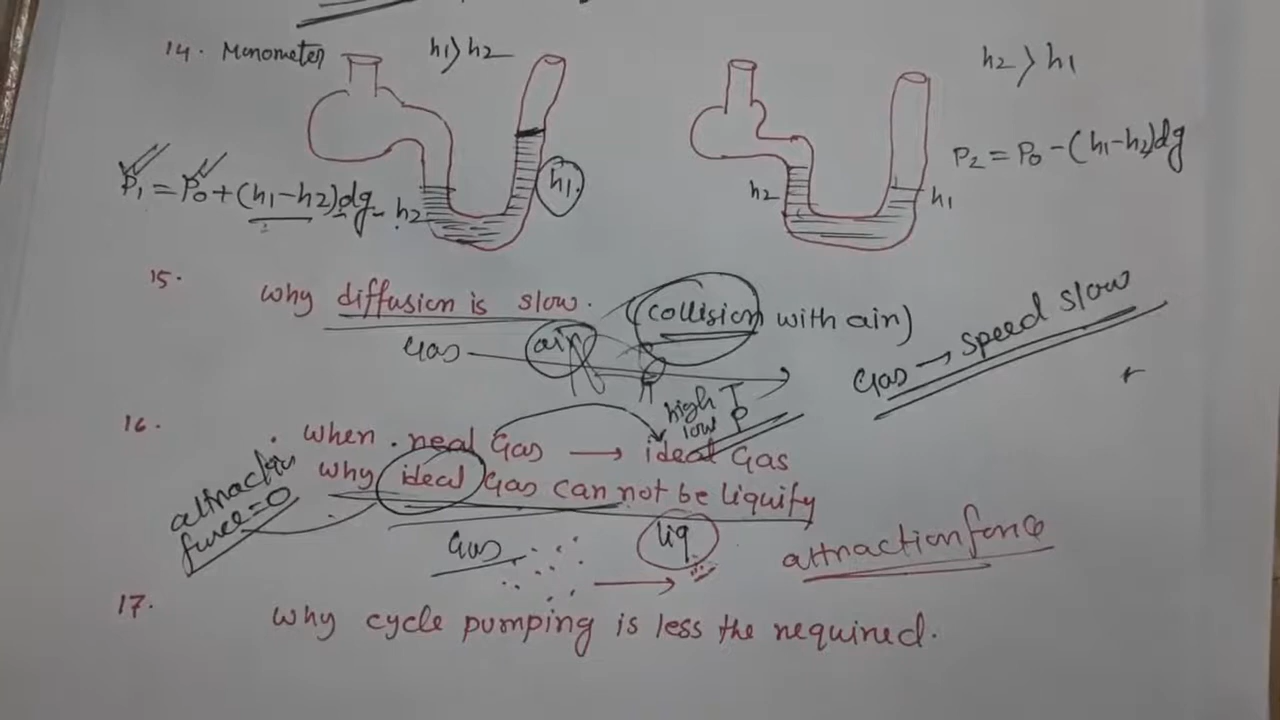 14. Manometer h1>h2
h2 > h1
P1 = P0 + (h1-h2)dg
h1.
h2
P2 = P0 - (h1-h2)dg
h2
h1
15. why diffusion is slow. (collision with air)
Gas air
Gas → speed slow
high T
low P
16. when. real Gas → ideal Gas
why ideal Gas can not be liquify
force=0
Gas → liq.
attraction force
17. why cycle pumping is less the required.